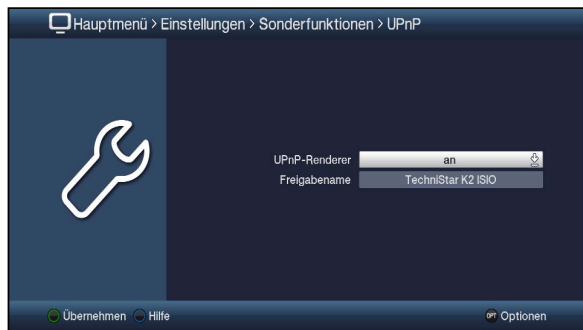 Hauptmenü > Einstellungen > Sonderfunktionen > UPnP
UPnP-Renderer an
Freigabename TechniStar K2 ISIO
Übernehmen Hilfe OPT Optionen